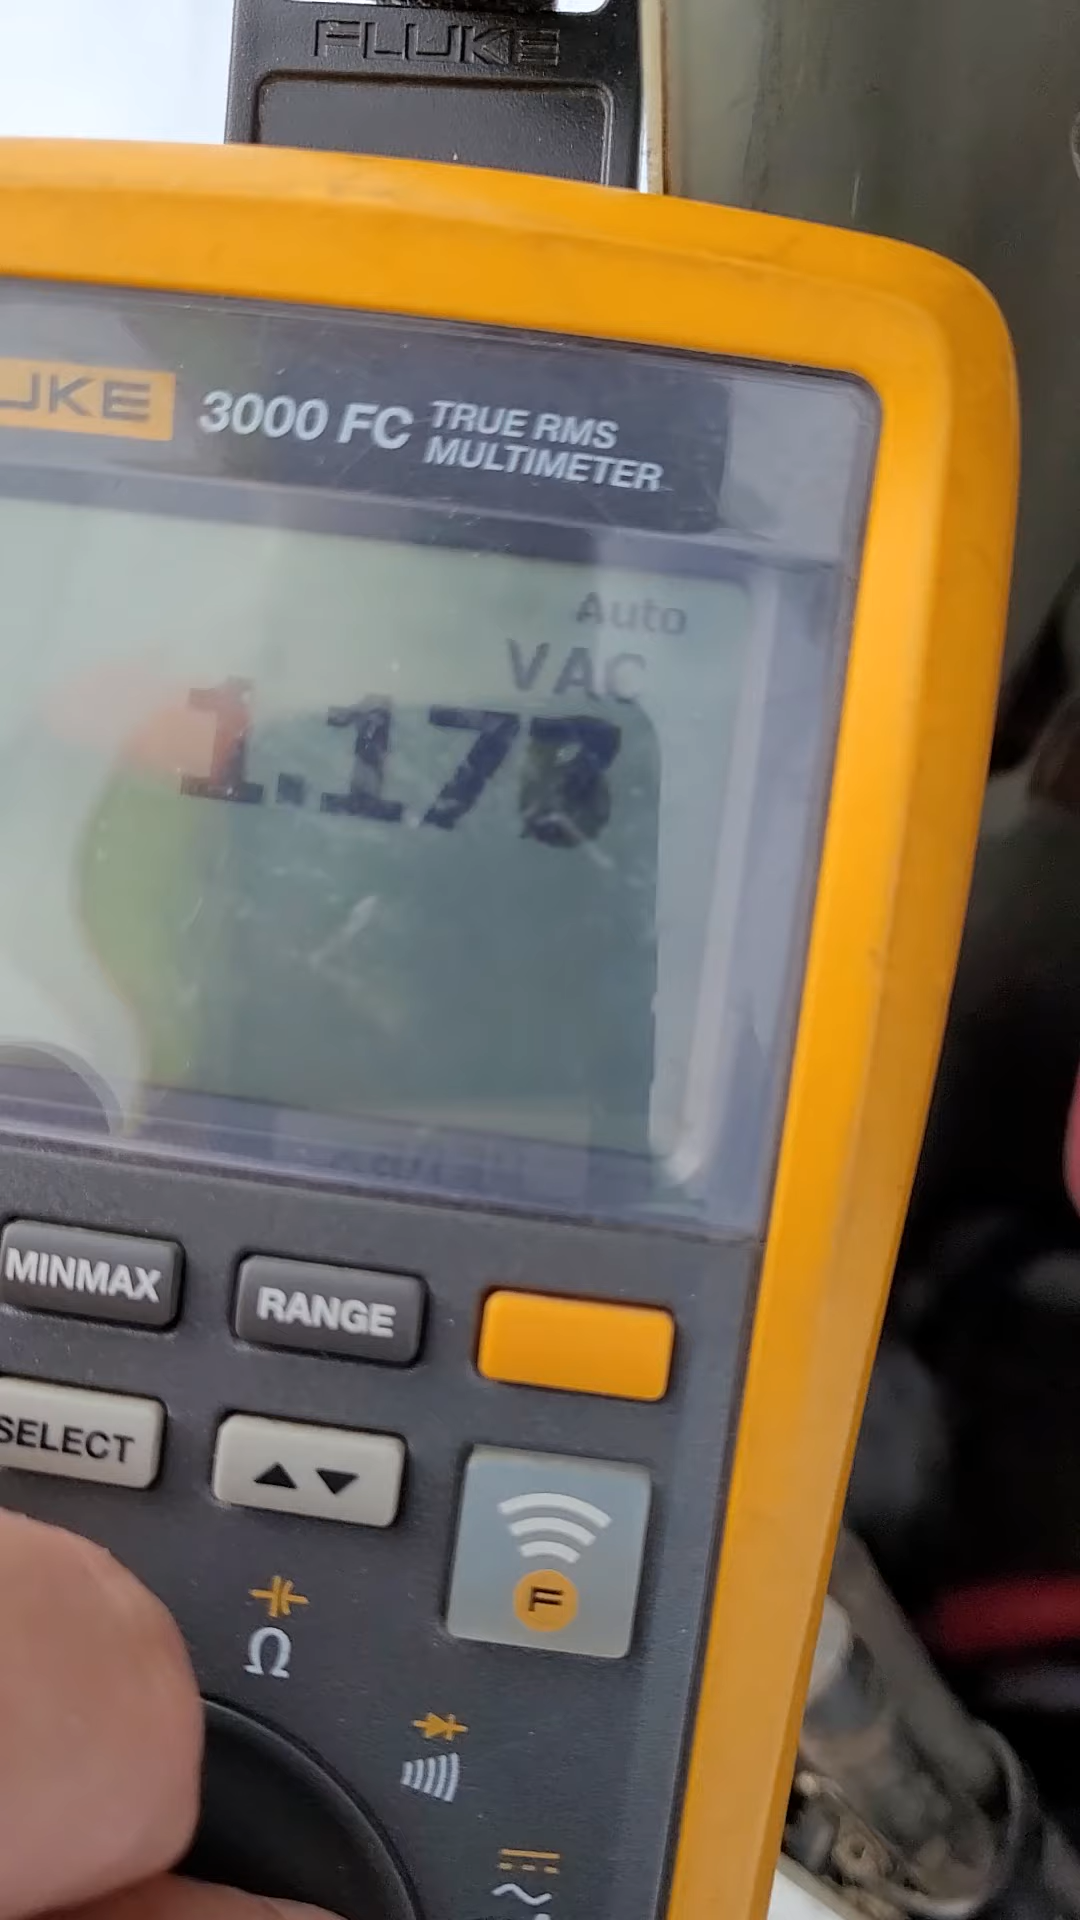 FLUKE
UKE 3000 FC TRUE RMS
MULTIMETER
Auto
VAC
1.17
MINMAX
RANGE
SELECT
F
Ω